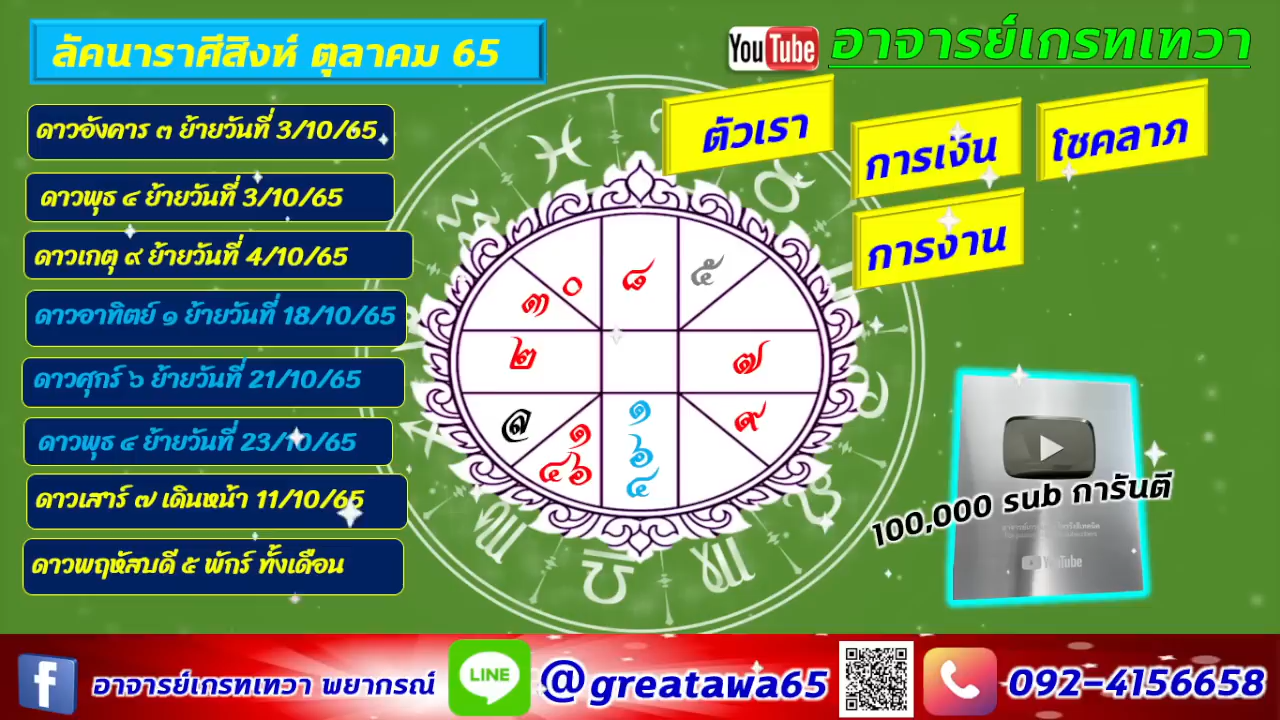 ลัคนาราศีสิงห์ ตุลาคม 65
YouTube อาจารย์เกรทเทวา
ดาวอังคาร ๓ ย้ายวันที่ 3/10/65
ดาวพุธ ๔ ย้ายวันที่ 3/10/65
ดาวเกตุ ๙ ย้ายวันที่ 4/10/65
ดาวอาทิตย์ ๑ ย้ายวันที่ 18/10/65
ดาวศุกร์ ๖ ย้ายวันที่ 21/10/65
ดาวพุธ ๔ ย้ายวันที่ 23/10/65
ดาวเสาร์ ๗ เดินหน้า 11/10/65
ดาวพฤหัสบดี ๕ พักร์ ทั้งเดือน
ตัวเรา
การเงิน
โชคลาภ
การงาน
๓ ๐ ๘ ๕
๒ ๗
๑ ๙
๑
๖
๔
๑
๔๖
100,000 sub การันตี
YouTube
อาจารย์เกรทเทวา พยากรณ์
LINE
@greatawa65
092-4156658